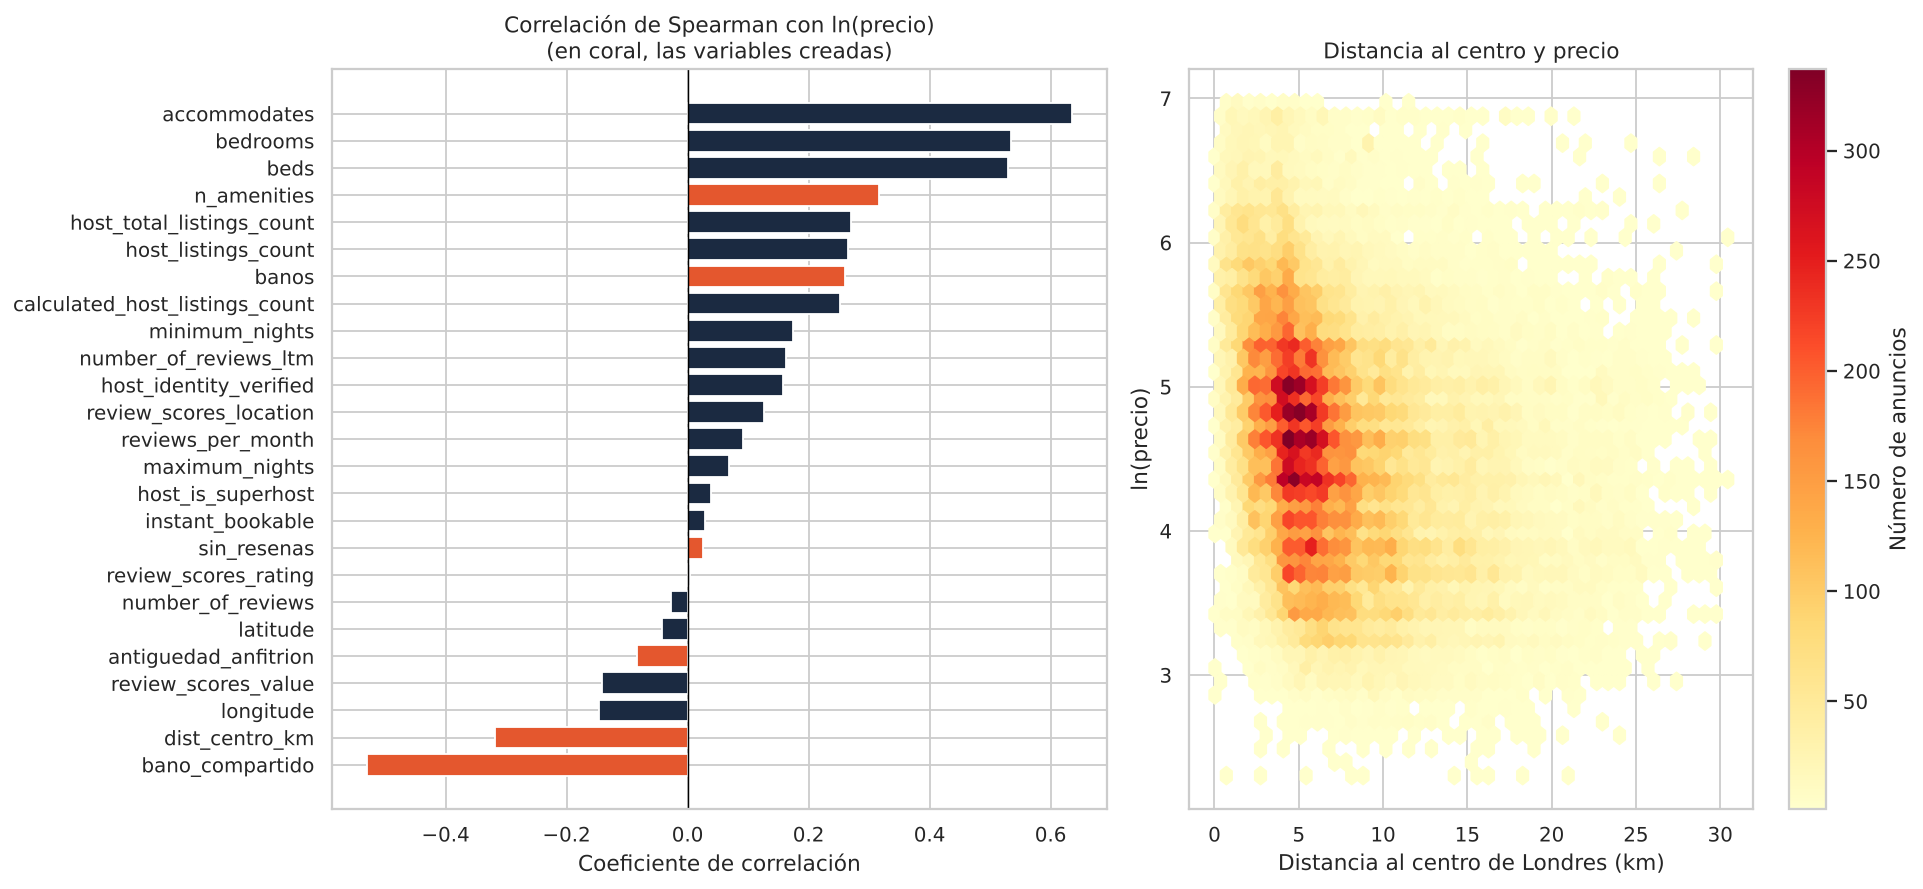 Correlación de Spearman con ln(precio)
(en coral, las variables creadas)
accommodates
bedrooms
beds
n_amenities
host_total_listings_count
host_listings_count
banos
calculated_host_listings_count
minimum_nights
number_of_reviews_ltm
host_identity_verified
review_scores_location
reviews_per_month
maximum_nights
host_is_superhost
instant_bookable
sin_resenas
review_scores_rating
number_of_reviews
latitude
antiguedad_anfitrion
review_scores_value
longitude
dist_centro_km
bano_compartido
−0.4 −0.2 0.0 0.2 0.4 0.6
Coeficiente de correlación
Distancia al centro y precio
7
6
5
4
3
ln(precio)
0 5 10 15 20 25 30
Distancia al centro de Londres (km)
300
250
200
150
100
50
Número de anuncios